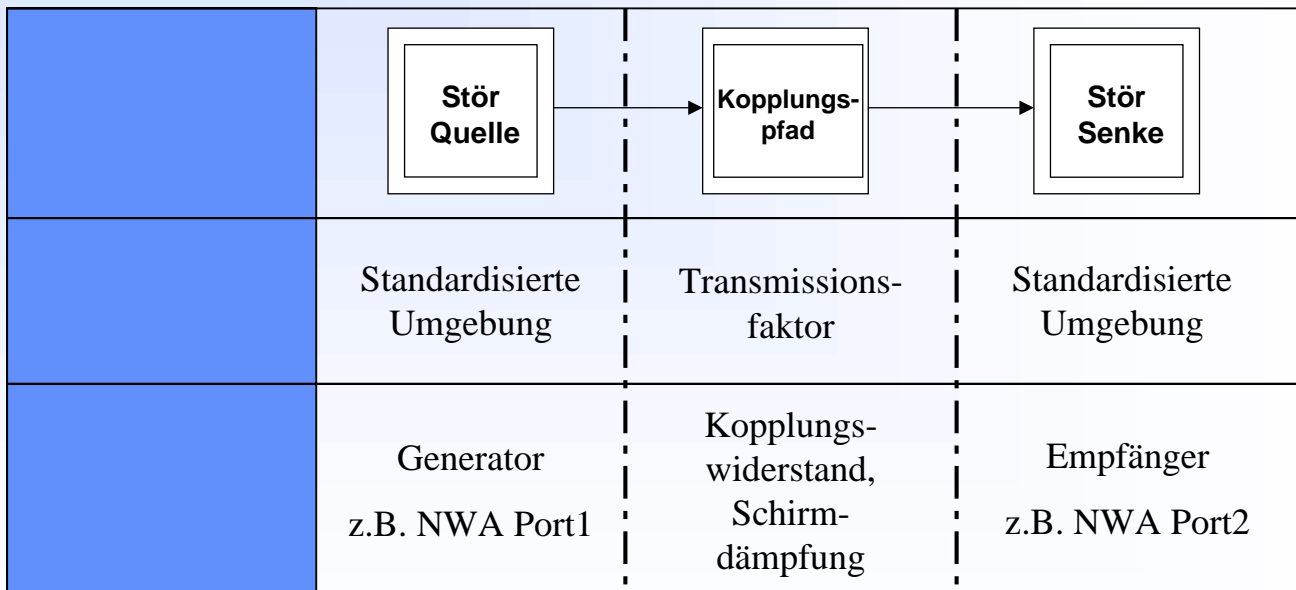 Stör
Quelle
Kopplungs-
pfad
Stör
Senke
Standardisierte
Umgebung
Transmissions-
faktor
Standardisierte
Umgebung
Generator
z.B. NWA Port1
Kopplungs-
widerstand,
Schirm-
dämpfung
Empfänger
z.B. NWA Port2